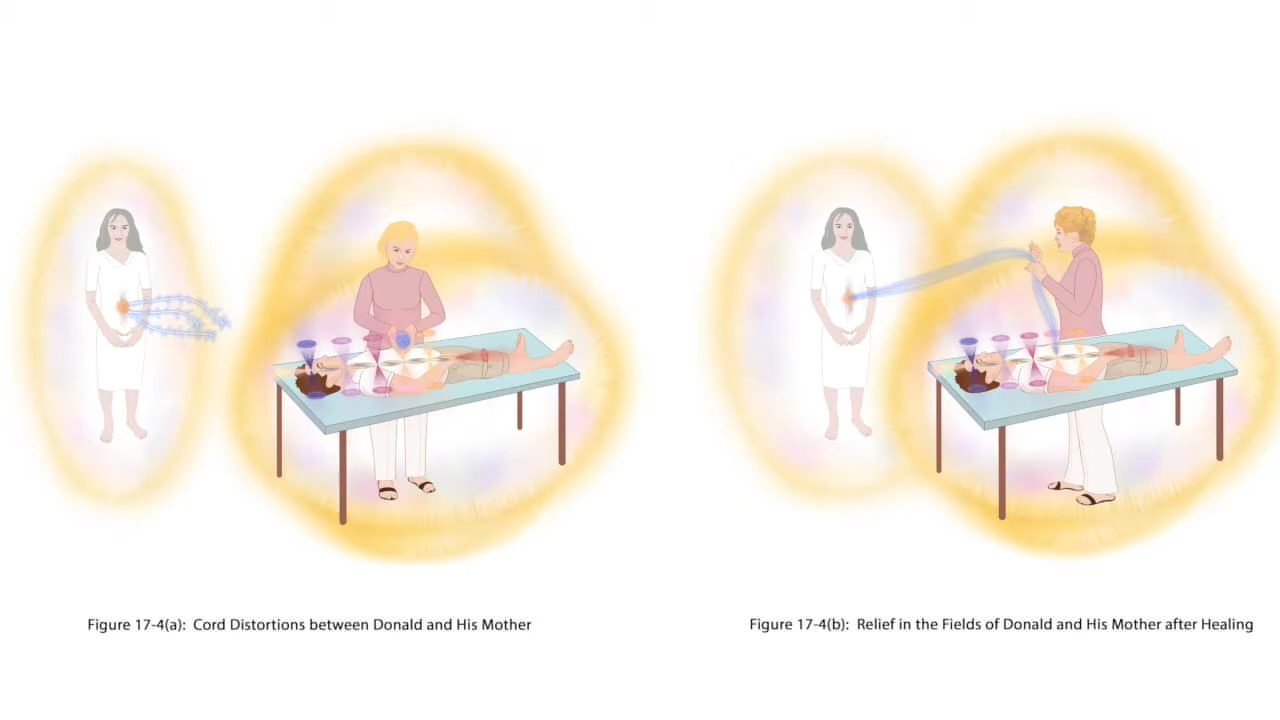 Figure 17-4(a): Cord Distortions between Donald and His Mother
Figure 17-4(b): Relief in the Fields of Donald and His Mother after Healing